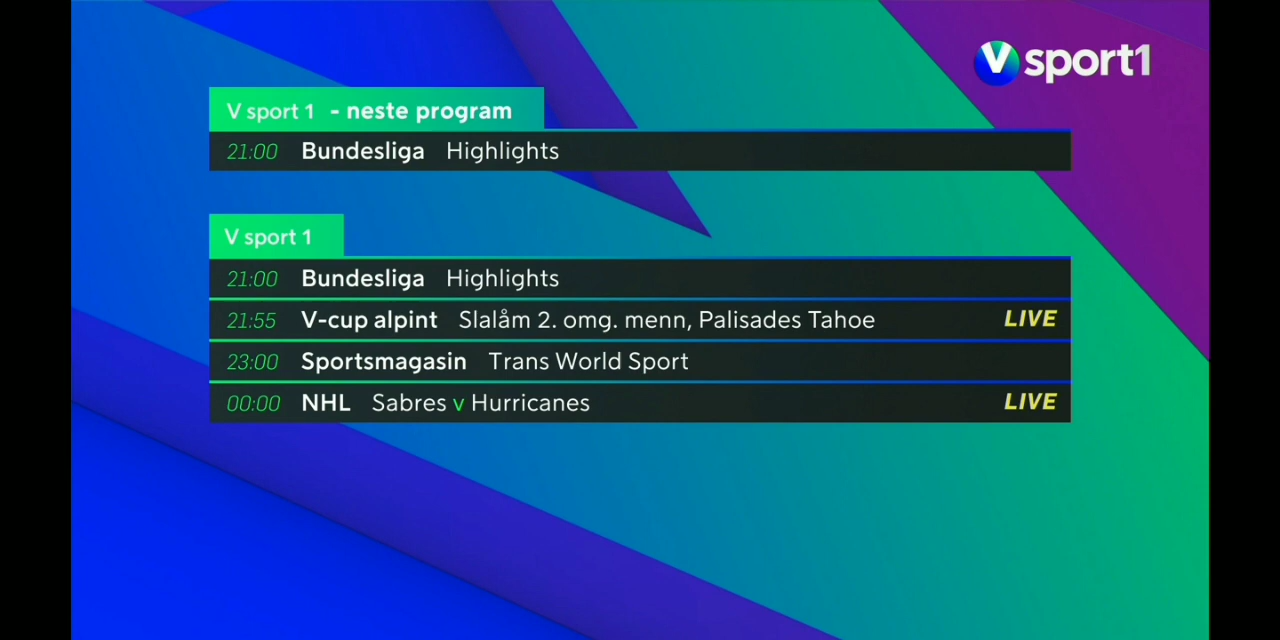 V sport1
V sport 1 - neste program
21:00 Bundesliga Highlights
V sport 1
21:00 Bundesliga Highlights
21:55 V-cup alpint Slalåm 2. omg. menn, Palisades Tahoe LIVE
23:00 Sportsmagasin Trans World Sport
00:00 NHL Sabres v Hurricanes LIVE